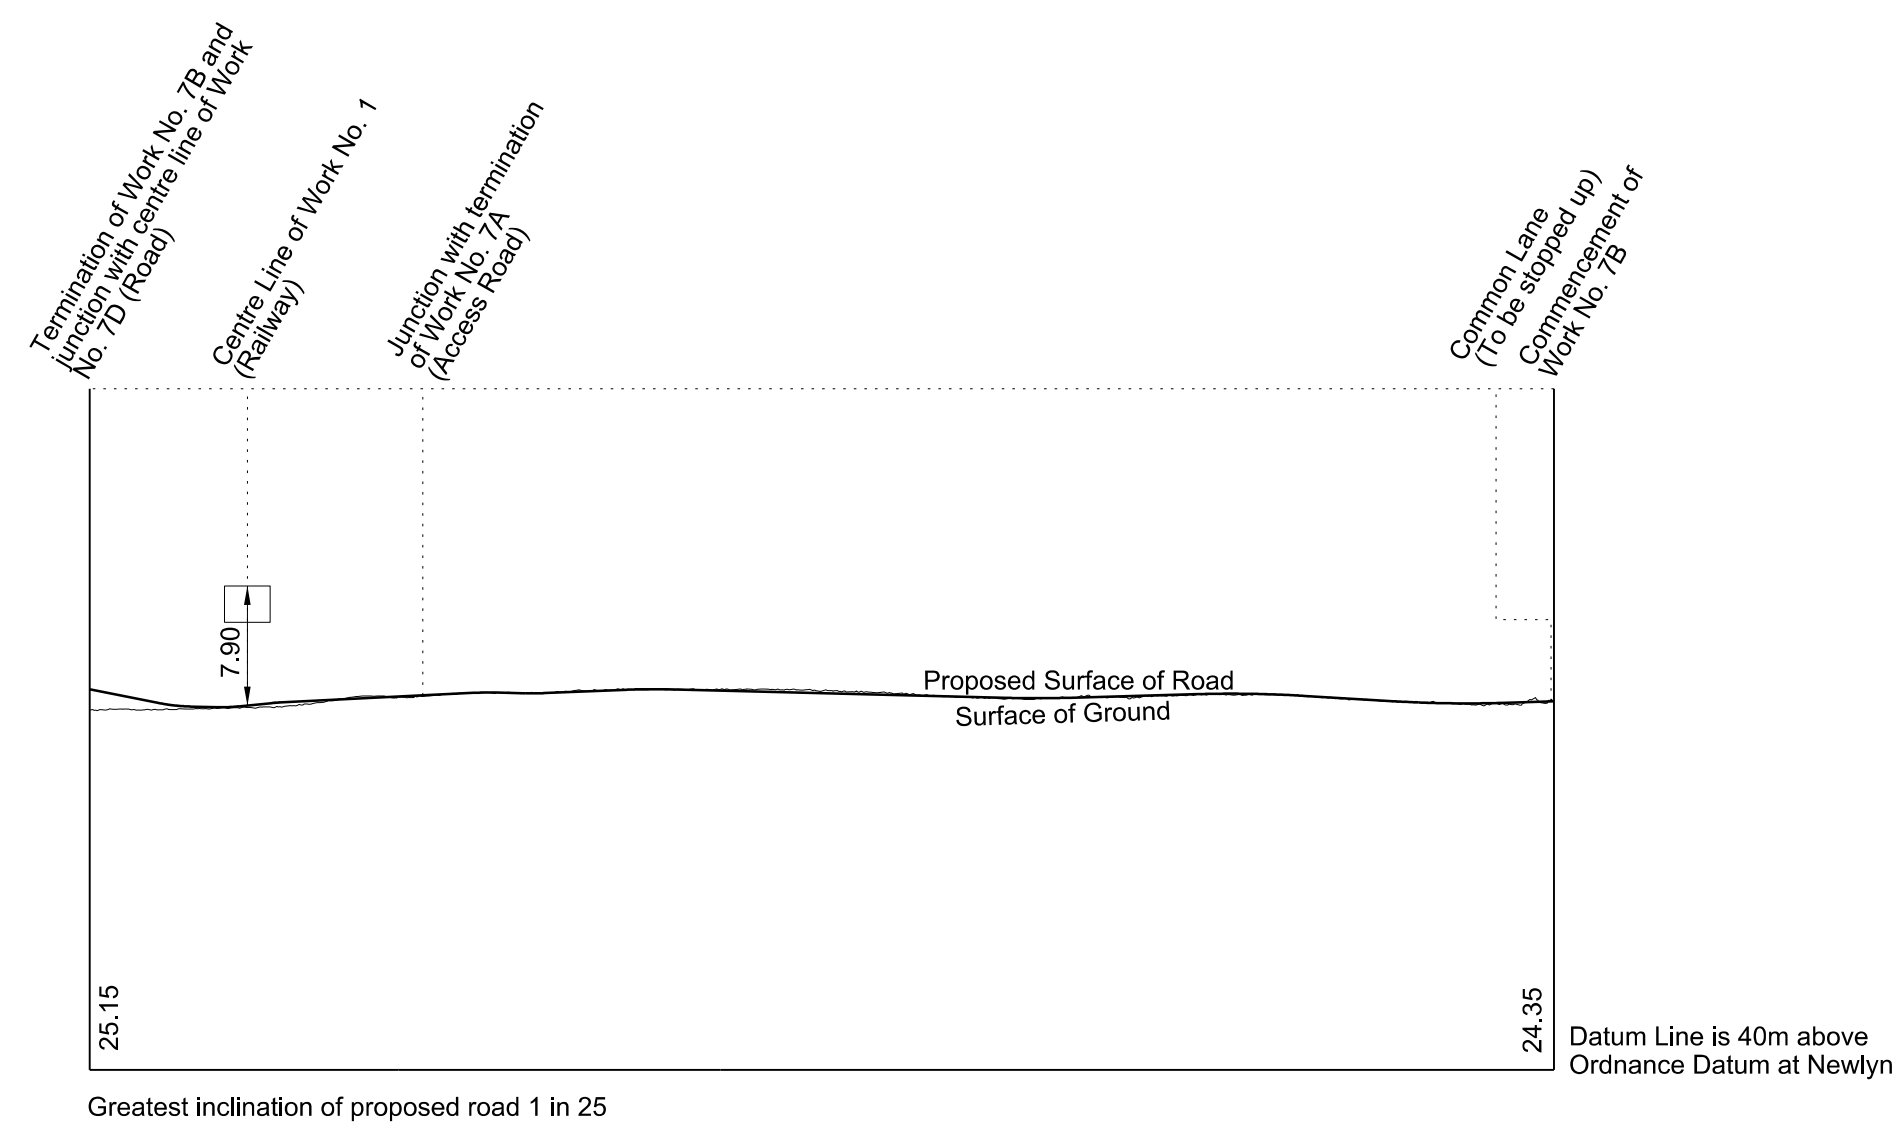 Termination of Work No. 7B and
junction with centre line of Work
No. 7D (Road)
Centre Line of Work No. 1
(Railway)
Junction with termination
of Work No. 7A
(Access Road)
Common Lane
(To be stopped up)
Commencement of
Work No. 7B
7.90
Proposed Surface of Road
Surface of Ground
25.15
24.35
Datum Line is 40m above
Ordnance Datum at Newlyn
Greatest inclination of proposed road 1 in 25